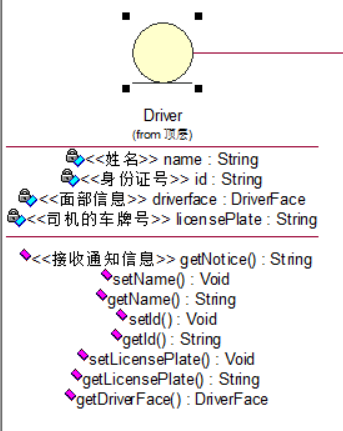 Driver
(from 顶层)
<<姓名>> name : String
<<身份证号>> id : String
<<面部信息>> driverface : DriverFace
<<司机的车牌号>> licensePlate : String
<<接收通知信息>> getNotice() : String
setName() : Void
getName() : String
setId() : Void
getId() : String
setLicensePlate() : Void
getLicensePlate() : String
getDriverFace() : DriverFace